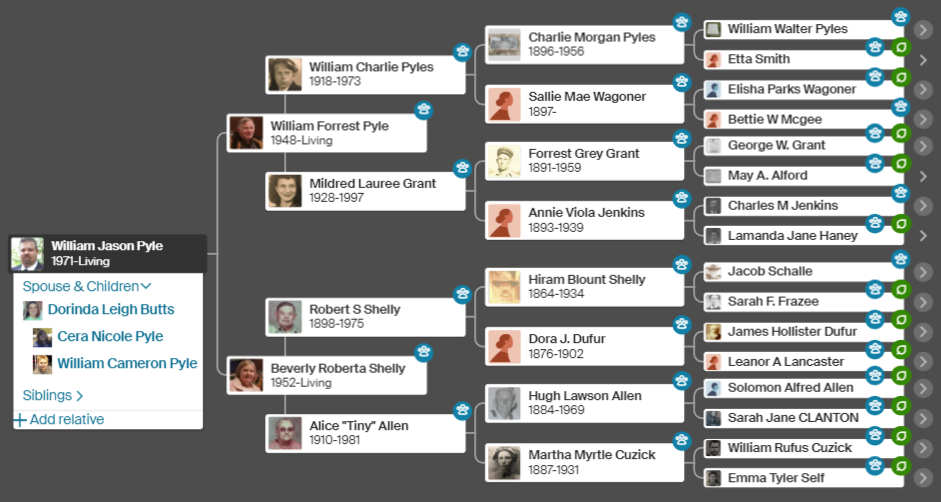 William Jason Pyle
1971-Living
Spouse & Children
Dorinda Leigh Butts
Cera Nicole Pyle
William Cameron Pyle
Siblings
Add relative
William Forrest Pyle
1948-Living
Beverly Roberta Shelly
1952-Living
William Charlie Pyles
1918-1973
Mildred Lauree Grant
1928-1997
Robert S Shelly
1898-1975
Alice "Tiny" Allen
1910-1981
Charlie Morgan Pyles
1896-1956
Sallie Mae Wagoner
1897-
Forrest Grey Grant
1891-1959
Annie Viola Jenkins
1893-1939
Hiram Blount Shelly
1864-1934
Dora J. Dufur
1876-1902
Hugh Lawson Allen
1884-1969
Martha Myrtle Cuzick
1887-1931
William Walter Pyles
Etta Smith
Elisha Parks Wagoner
Bettie W Mcgee
George W. Grant
May A. Alford
Charles M Jenkins
Lamanda Jane Haney
Jacob Schalle
Sarah F. Frazee
James Hollister Dufur
Leanor A Lancaster
Solomon Alfred Allen
Sarah Jane CLANTON
William Rufus Cuzick
Emma Tyler Self